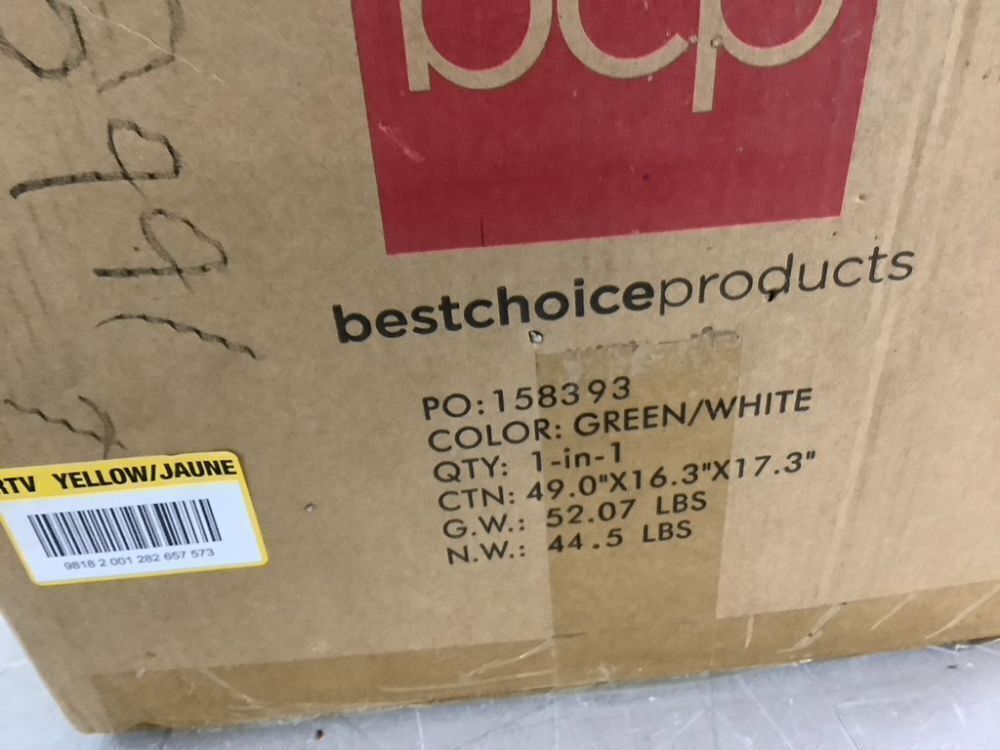 bcp
bestchoiceproducts
PO:158393
COLOR: GREEN/WHITE
QTY: 1-in-1
CTN: 49.0"X16.3"X17.3"
G.W.: 52.07 LBS
N.W.: 44.5 LBS
RTV YELLOW/JAUNE
9818 2 001 282 657 573